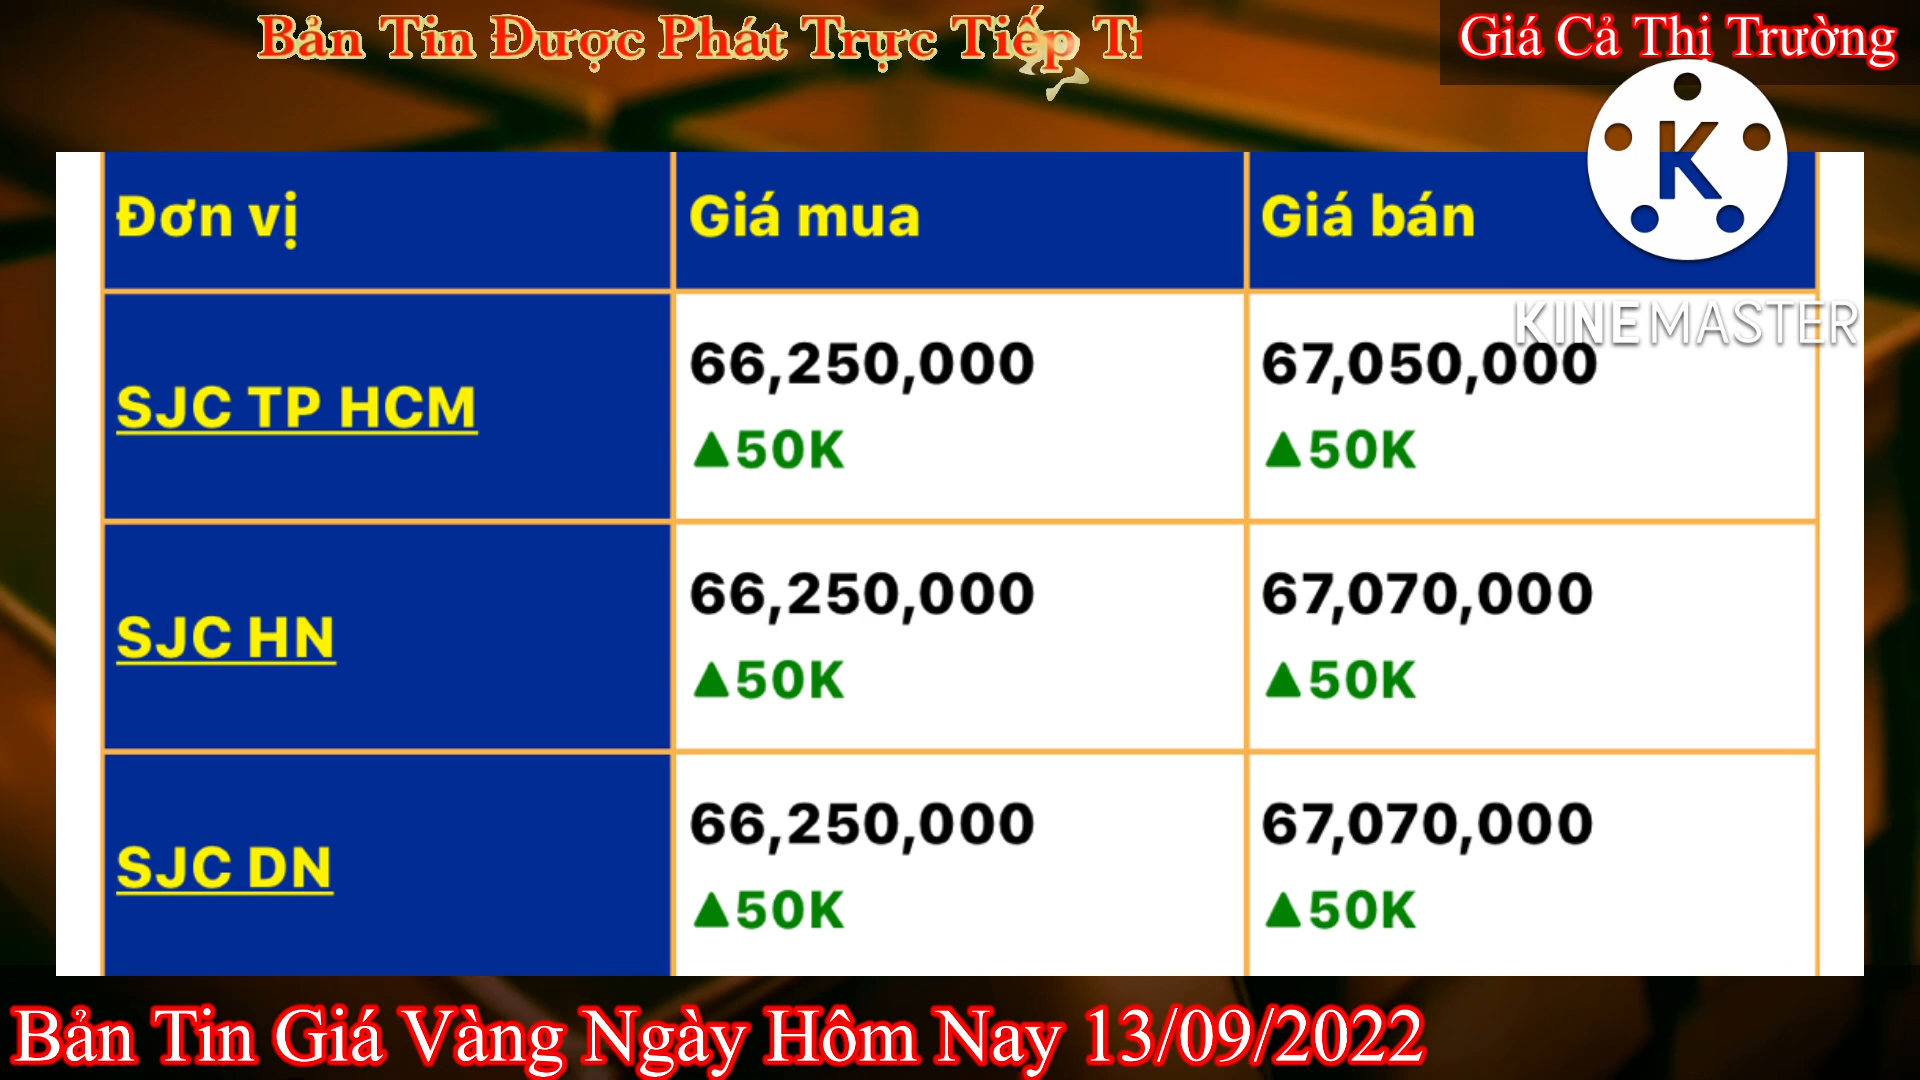 Bản Tin Được Phát Trực Tiếp
Giá Cả Thị Trường
K
KINEMASTER
Đơn vị Giá mua Giá bán
SJC TP HCM 66,250,000 67,050,000
▲50K ▲50K
SJC HN 66,250,000 67,070,000
▲50K ▲50K
SJC DN 66,250,000 67,070,000
▲50K ▲50K
Bản Tin Giá Vàng Ngày Hôm Nay 13/09/2022